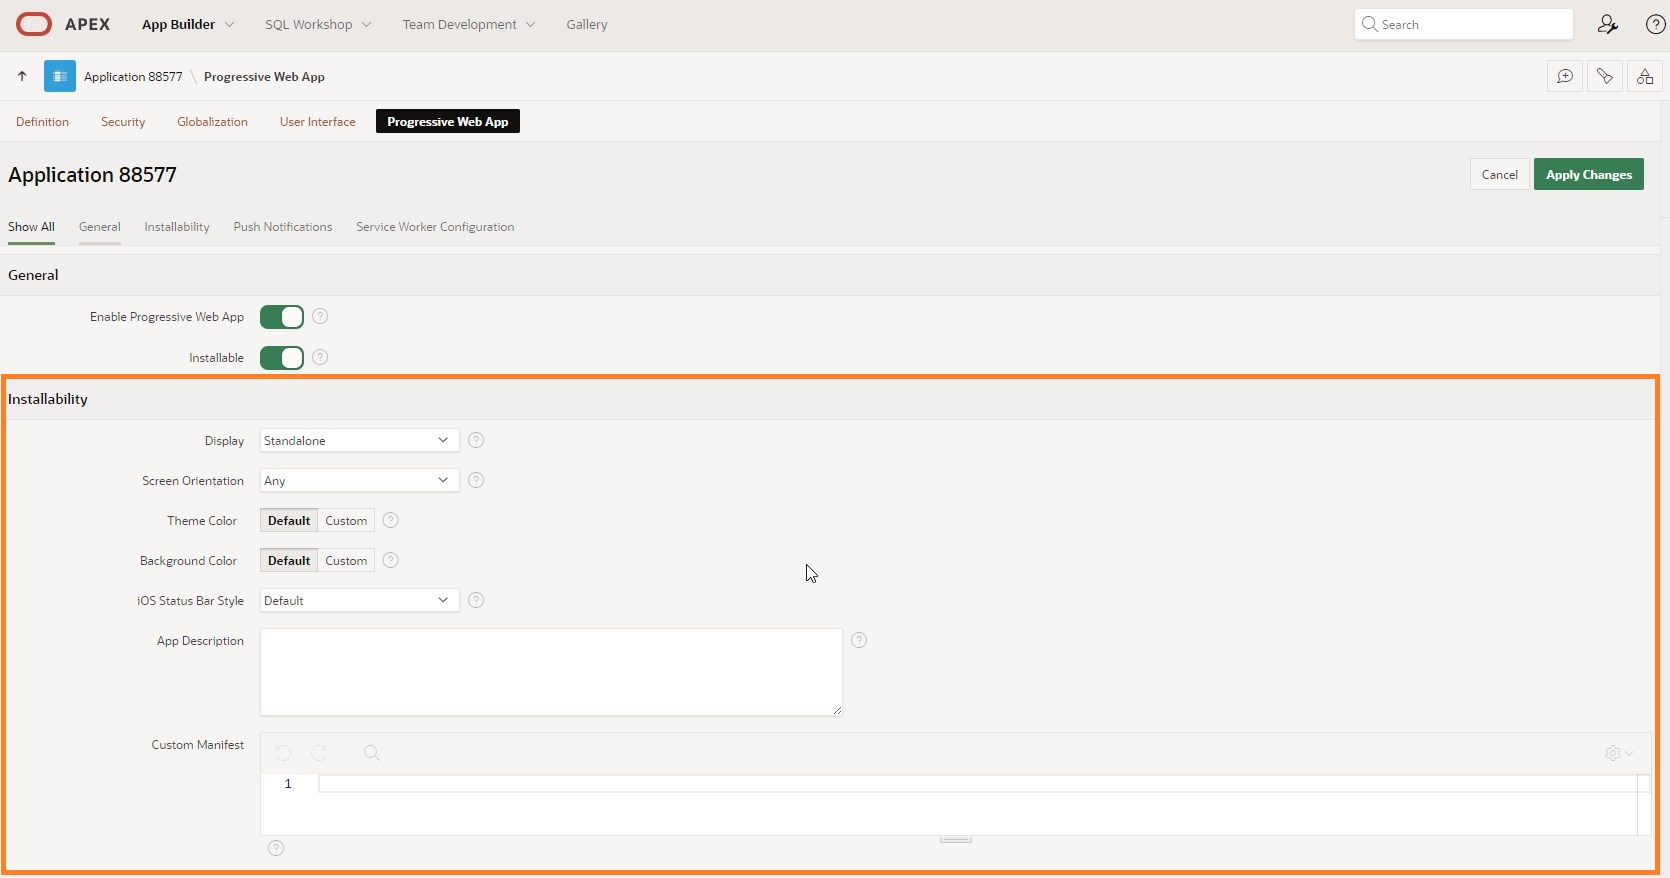 APEX App Builder SQL Workshop Team Development Gallery Search ?
Application 88577 \ Progressive Web App
Definition Security Globalization User Interface Progressive Web App
Application 88577 Cancel Apply Changes
Show All General Installability Push Notifications Service Worker Configuration
General
Enable Progressive Web App ?
Installable ?
Installability
Display Standalone ?
Screen Orientation Any ?
Theme Color Default Custom ?
Background Color Default Custom ?
iOS Status Bar Style Default ?
App Description ?
Custom Manifest
1
?